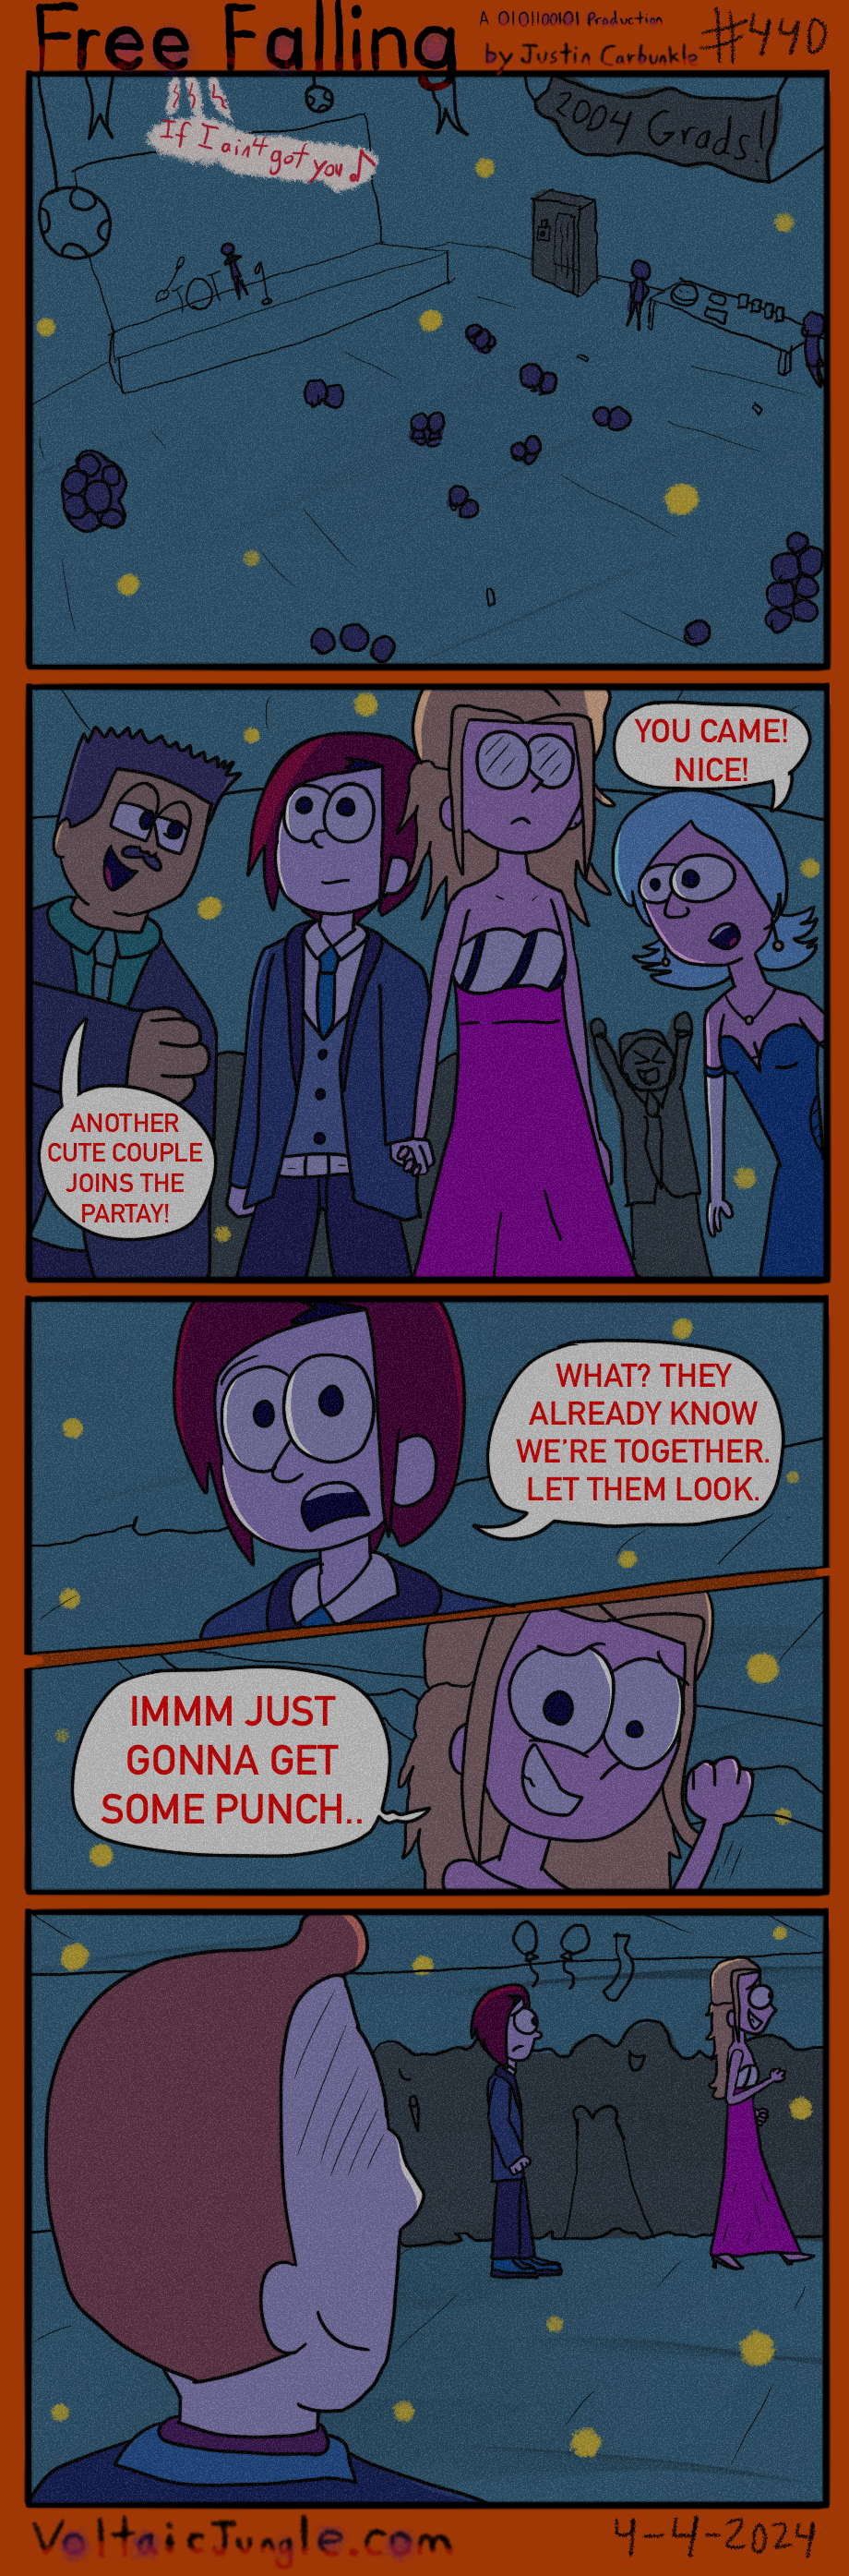 Free Falling
A 0101100101 Production
by Justin Carbunkle
#440
If I ain4 got you♪
2004 Grads!
YOU CAME!
NICE!
ANOTHER
CUTE COUPLE
JOINS THE
PARTAY!
WHAT? THEY
ALREADY KNOW
WE'RE TOGETHER.
LET THEM LOOK.
IMMM JUST
GONNA GET
SOME PUNCH..
VoltaicJungle.com
4-4-2024